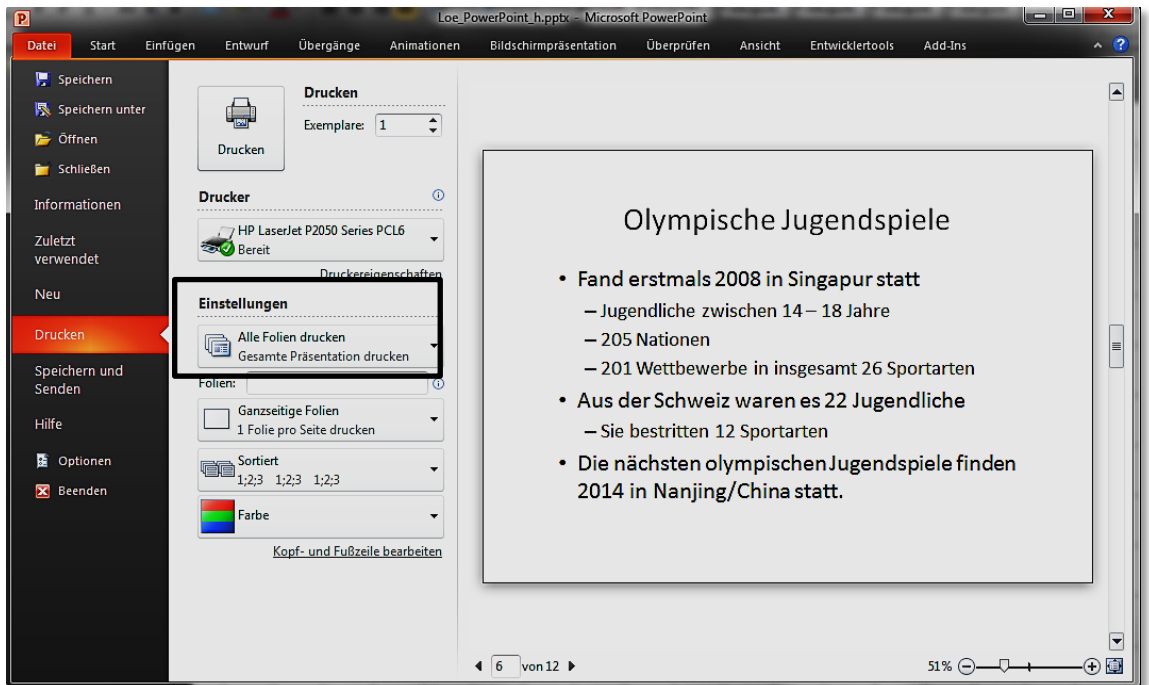 Loe_PowerPoint_h.pptx - Microsoft PowerPoint
Datei Start Einfügen Entwurf Übergänge Animationen Bildschirmpräsentation Überprüfen Ansicht Entwicklertools Add-Ins
Speichern
Speichern unter
Öffnen
Schließen
Informationen
Zuletzt
verwendet
Neu
Drucken
Speichern und
Senden
Hilfe
Optionen
Beenden
Drucken
Drucken
Exemplare: 1
Drucker
HP LaserJet P2050 Series PCL6
Bereit
Druckereigenschaften
Einstellungen
Alle Folien drucken
Gesamte Präsentation drucken
Folien:
Ganzseitige Folien
1 Folie pro Seite drucken
Sortiert
1;2;3 1;2;3 1;2;3
Farbe
Kopf- und Fußzeile bearbeiten
Olympische Jugendspiele
• Fand erstmals 2008 in Singapur statt
– Jugendliche zwischen 14 – 18 Jahre
– 205 Nationen
– 201 Wettbewerbe in insgesamt 26 Sportarten
• Aus der Schweiz waren es 22 Jugendliche
– Sie bestritten 12 Sportarten
• Die nächsten olympischen Jugendspiele finden
2014 in Nanjing/China statt.
6 von 12
51%